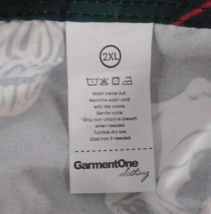 2XL
Wash inside out.
Machine wash cold
with like colors.
Gentle cycle.
Only non-chlorine bleach
when needed.
Tumble dry low.
Cool iron if needed.
GarmentOne
clothing